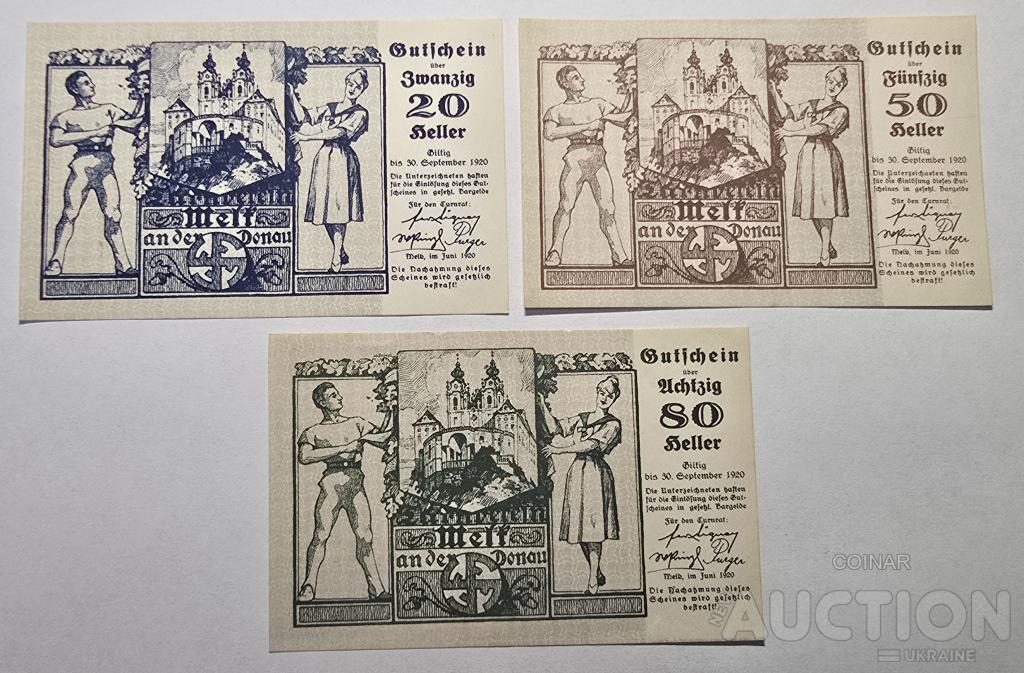 Gutschein
über
Zwanzig
20
Heller
Giltig
bis 30. September 1920
Die Unterzeichneten haften
für die Einlösung dieses Gut-
scheines in gesetzl. Bargelde
Für den Turnrat:
Melk, im Juni 1920
Die Nachahmung dieses
Scheines wird gesetzlich
bestraft!
Turnverein
Melk
an der Donau
Gutschein
über
Fünfzig
50
Heller
Giltig
bis 30. September 1920
Die Unterzeichneten haften
für die Einlösung dieses Gut-
scheines in gesetzl. Bargelde
Für den Turnrat:
Melk, im Juni 1920
Die Nachahmung dieses
Scheines wird gesetzlich
bestraft!
Turnverein
Melk
an der Donau
Gutschein
über
Achtzig
80
Heller
Giltig
bis 30. September 1920
Die Unterzeichneten haften
für die Einlösung dieses Gut-
scheines in gesetzl. Bargelde
Für den Turnrat:
Melk, im Juni 1920
Die Nachahmung dieses
Scheines wird gesetzlich
bestraft!
Turnverein
Melk
an der Donau
COINAR
NEW AUCTION
UKRAINE